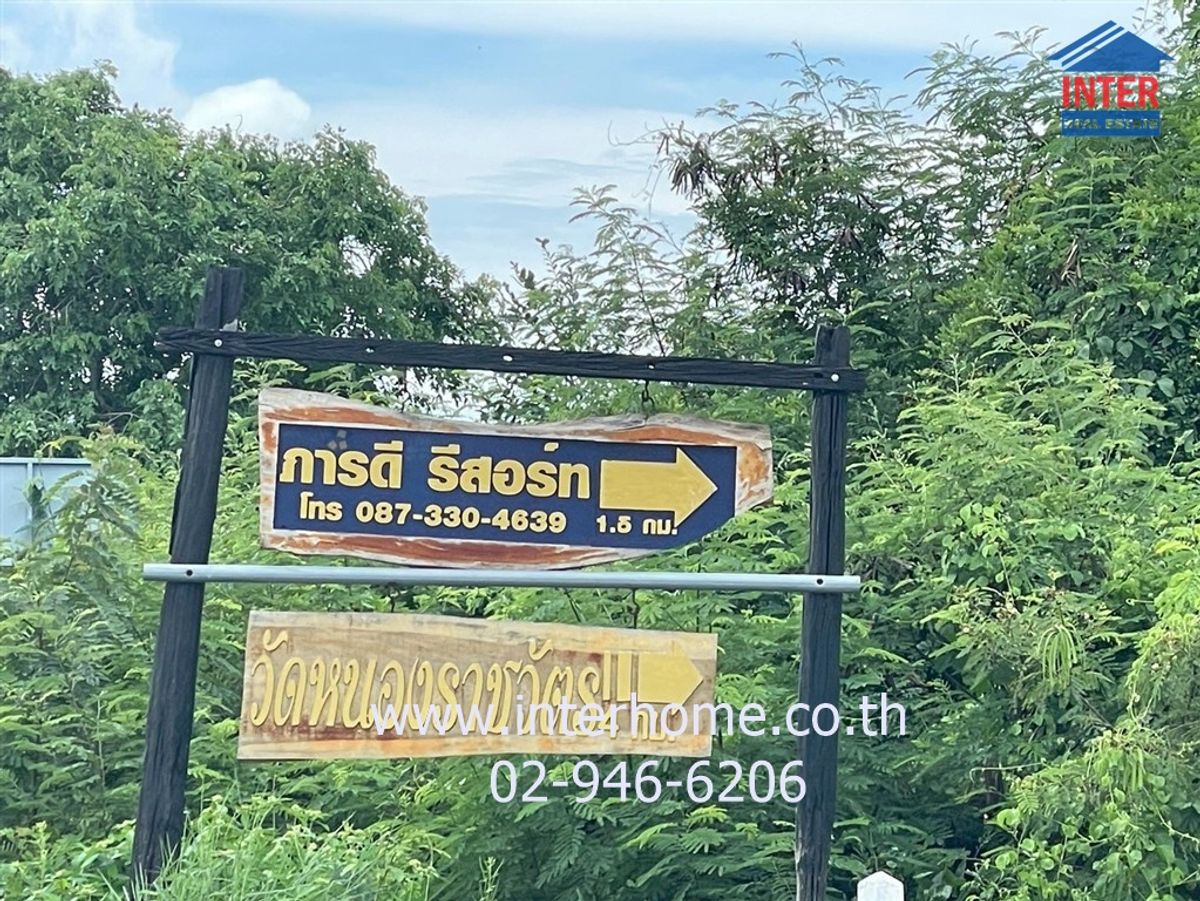 INTER
REAL ESTATE
ภารดี รีสอร์ท
โทร 087-330-4639 1.5 กม.
วัดหนองราชวัตร
กม.
www.interhome.co.th
02-946-6206